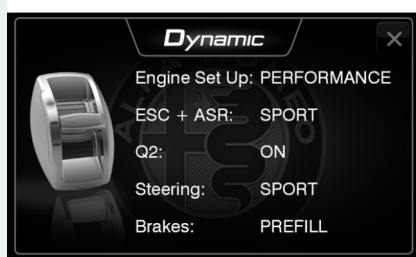 Dynamic
Engine Set Up: PERFORMANCE
ESC + ASR: SPORT
Q2: ON
Steering: SPORT
Brakes: PREFILL